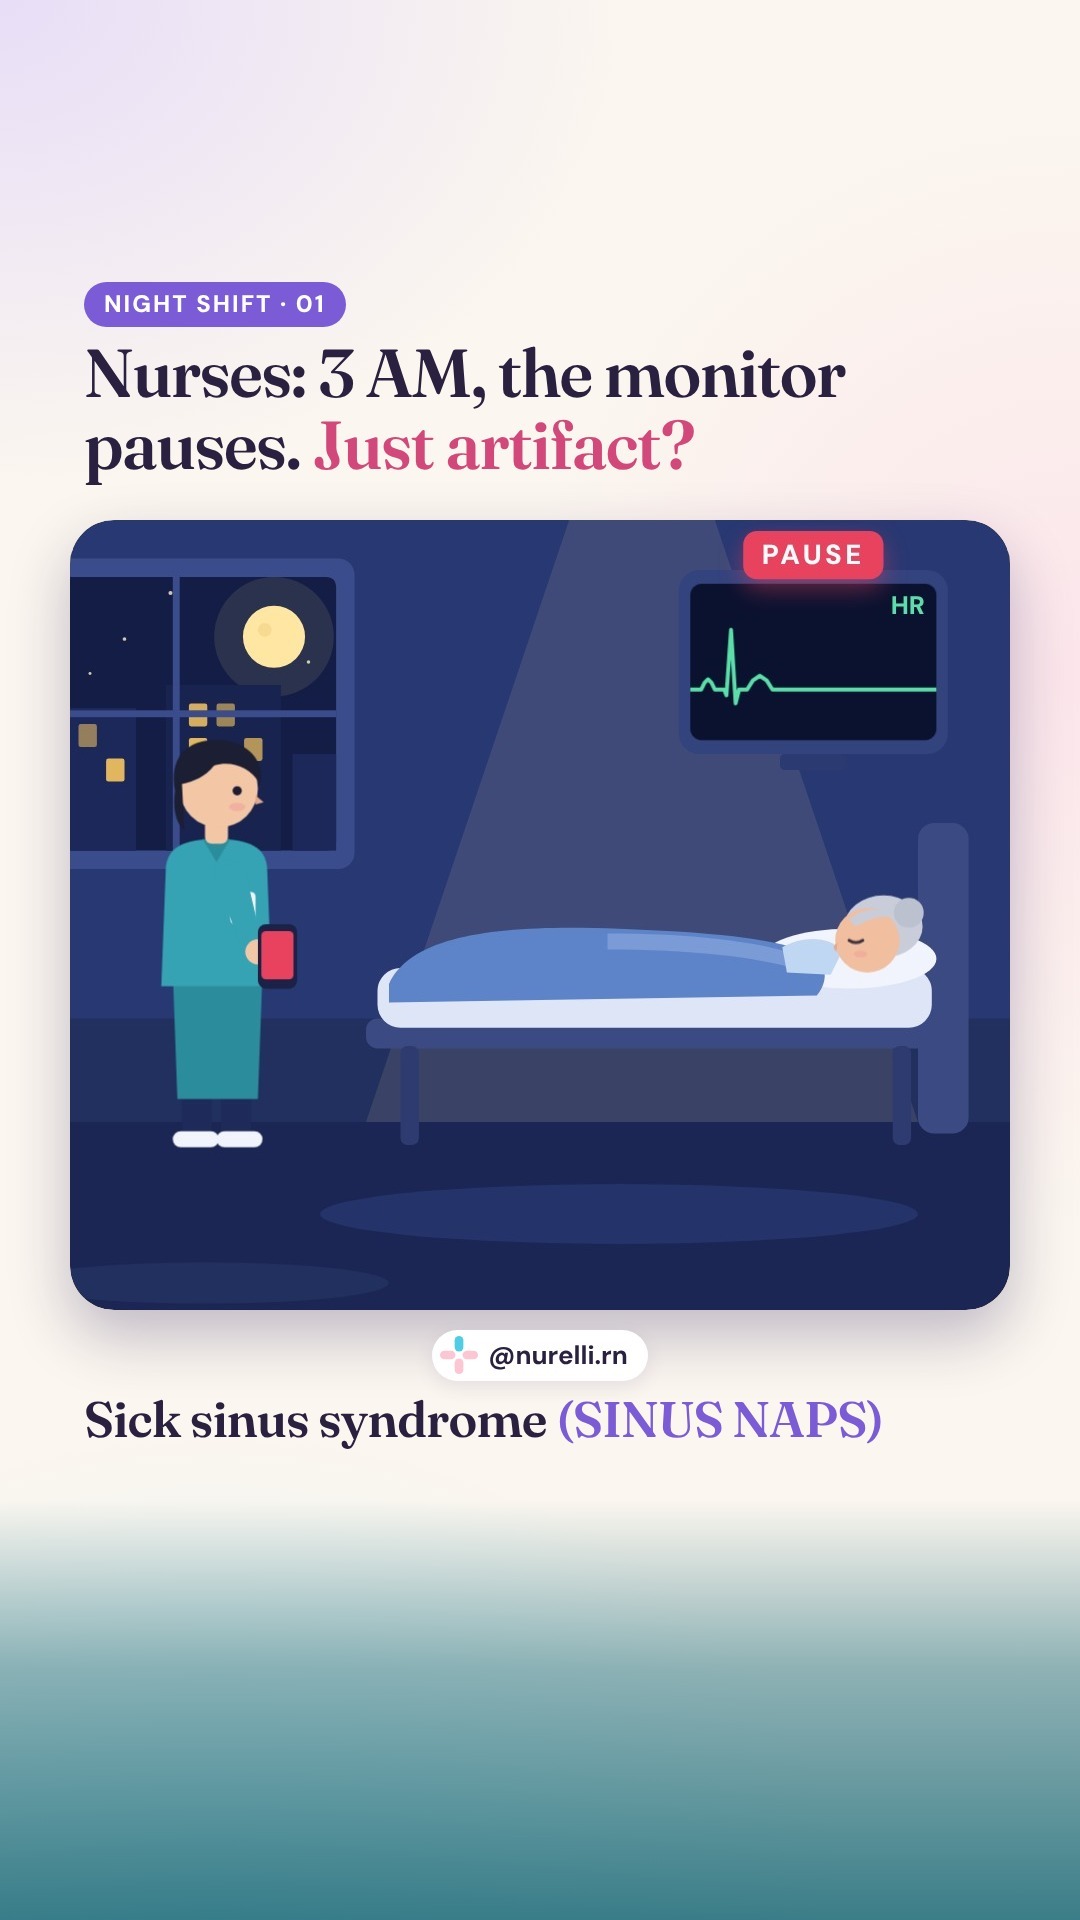 NIGHT SHIFT · 01
Nurses: 3 AM, the monitor
pauses. Just artifact?
PAUSE
HR
@nurelli.rn
Sick sinus syndrome (SINUS NAPS)